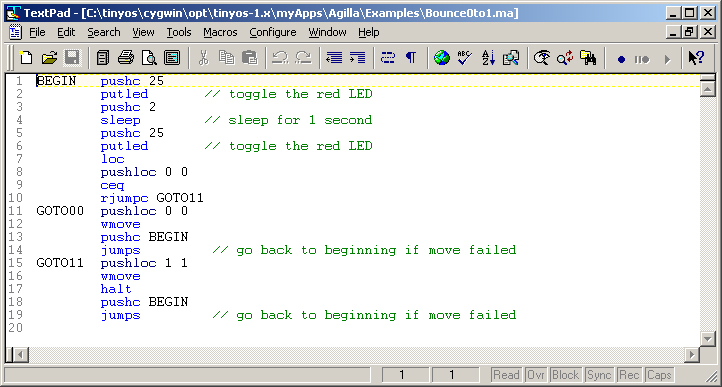 TextPad - [C:\tinyos\cygwin\opt\tinyos-1.x\myApps\Agilla\Examples\Bounce0to1.ma]
File Edit Search View Tools Macros Configure Window Help
1 BEGIN pushc 25
2 putled // toggle the red LED
3 pushc 2
4 sleep // sleep for 1 second
5 pushc 25
6 putled // toggle the red LED
7 loc
8 pushloc 0 0
9 ceq
10 rjumpc GOTO11
11 GOTO00 pushloc 0 0
12 wmove
13 pushc BEGIN
14 jumps // go back to beginning if move failed
15 GOTO11 pushloc 1 1
16 wmove
17 halt
18 pushc BEGIN
19 jumps // go back to beginning if move failed
20
1 1 Read Ovr Block Sync Rec Caps